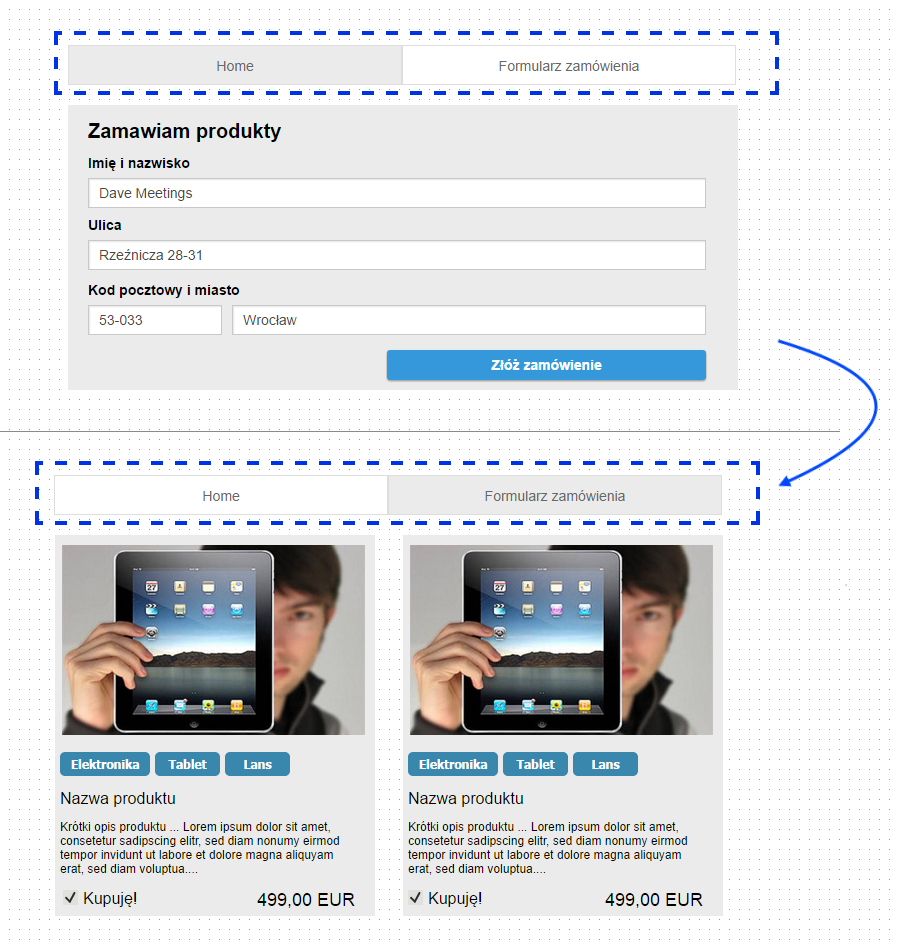 Home
Formularz zamówienia
Zamawiam produkty
Imię i nazwisko
Dave Meetings
Ulica
Rzeźnicza 28-31
Kod pocztowy i miasto
53-033
Wrocław
Złóż zamówienie
Home
Formularz zamówienia
27
Elektronika
Tablet
Lans
Nazwa produktu
Krótki opis produktu ... Lorem ipsum dolor sit amet,
consetetur sadipscing elitr, sed diam nonumy eirmod
tempor invidunt ut labore et dolore magna aliquyam
erat, sed diam voluptua....
Kupuję!
499,00 EUR
27
Elektronika
Tablet
Lans
Nazwa produktu
Krótki opis produktu ... Lorem ipsum dolor sit amet,
consetetur sadipscing elitr, sed diam nonumy eirmod
tempor invidunt ut labore et dolore magna aliquyam
erat, sed diam voluptua....
Kupuję!
499,00 EUR